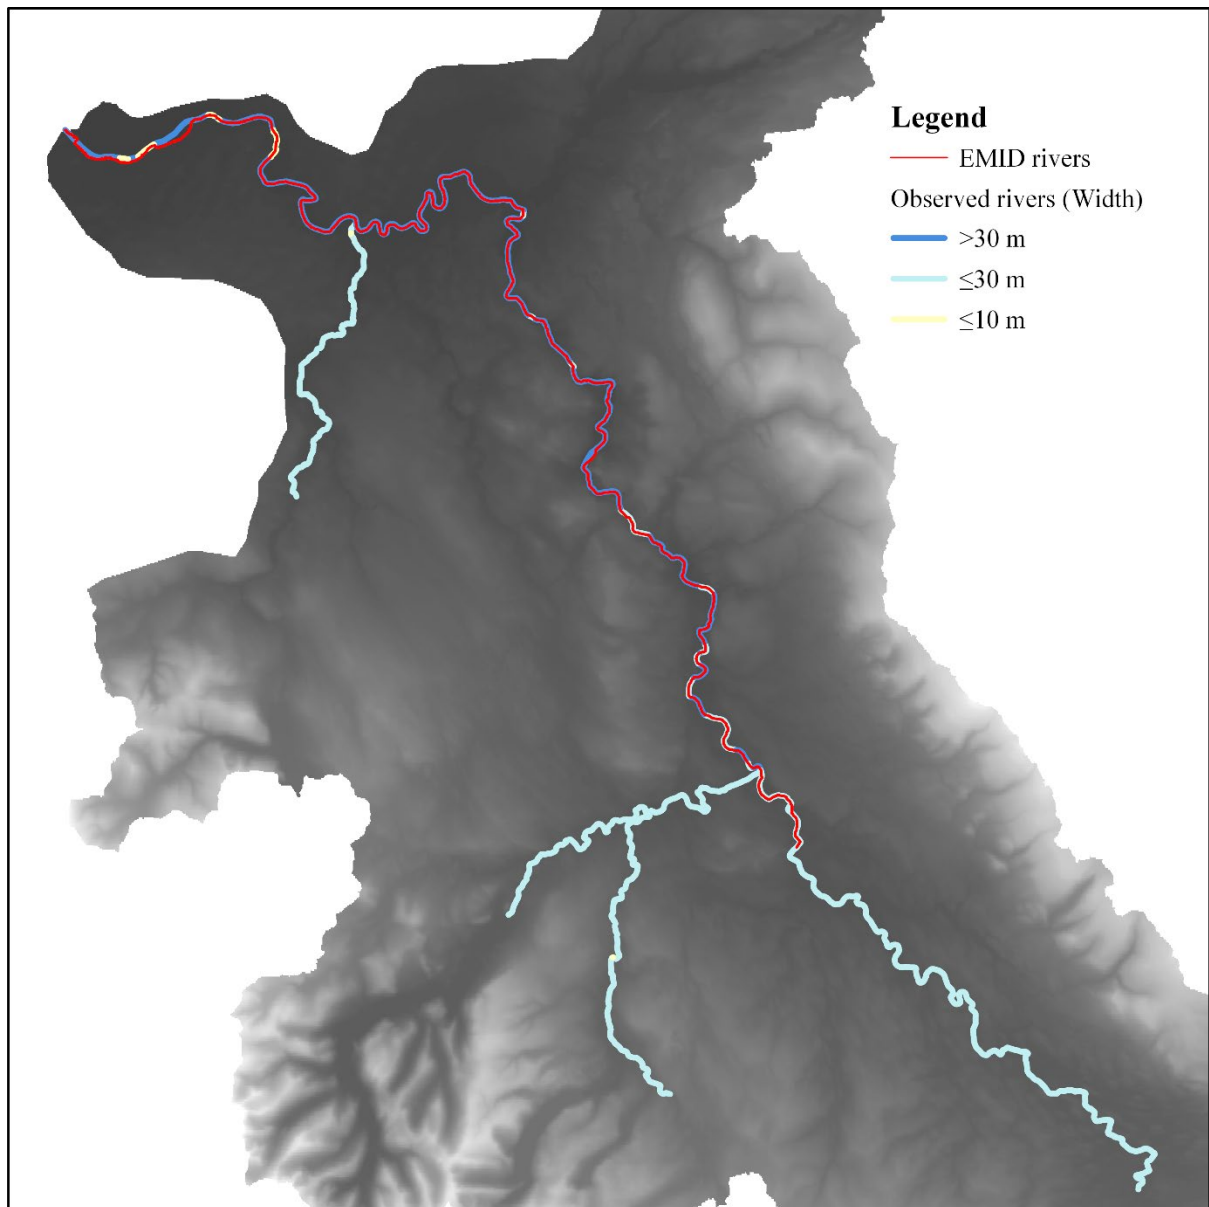 Legend
EMID rivers
Observed rivers (Width)
>30 m
≤30 m
≤10 m